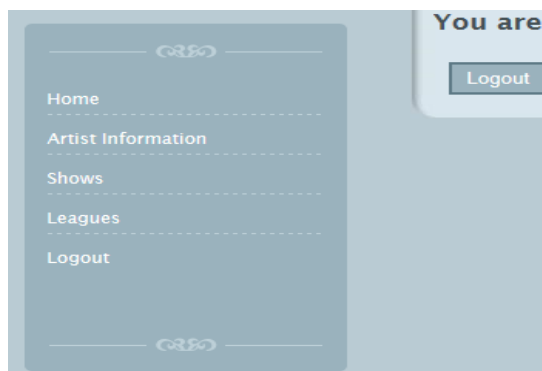 You are
Logout
Home
Artist Information
Shows
Leagues
Logout